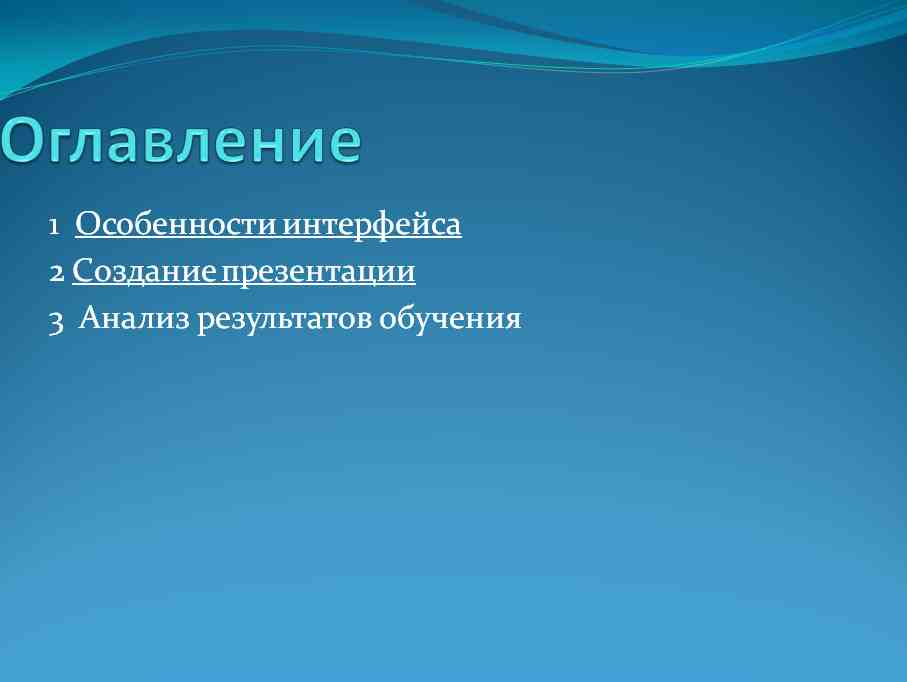 Оглавление
1 Особенности интерфейса
2 Создание презентации
3 Анализ результатов обучения